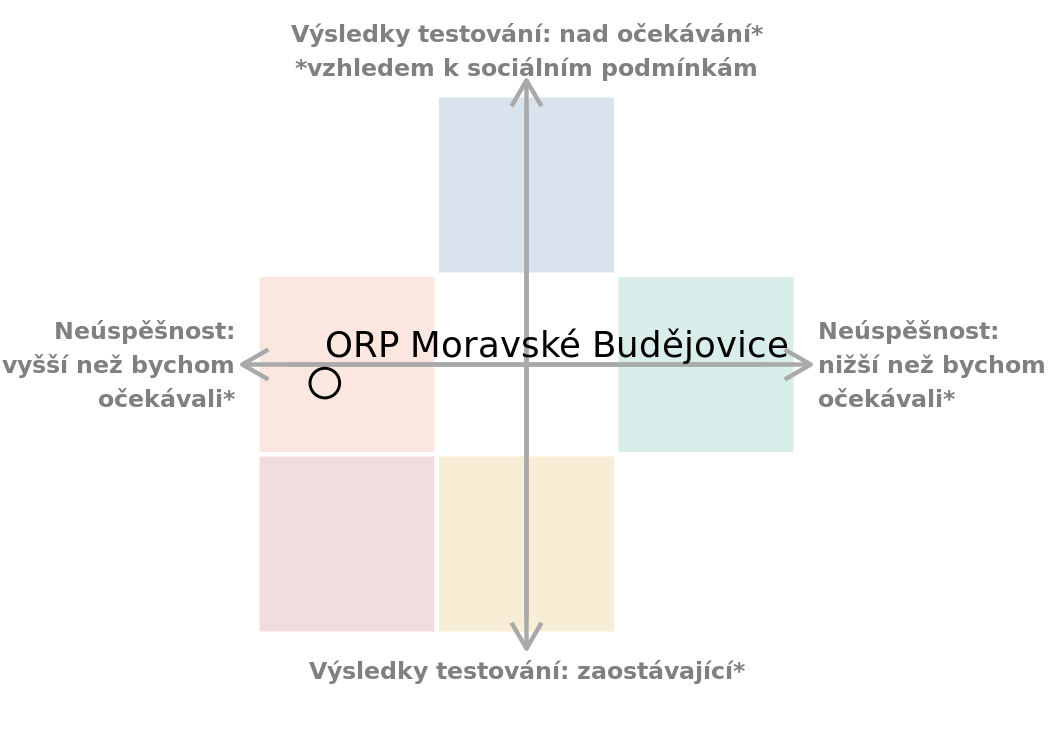 Výsledky testování: nad očekávání*
*vzhledem k sociálním podmínkám
Neúspěšnost:
vyšší než bychom
očekávali*
ORP Moravské Budějovice
Neúspěšnost:
nižší než bychom
očekávali*
Výsledky testování: zaostávající*